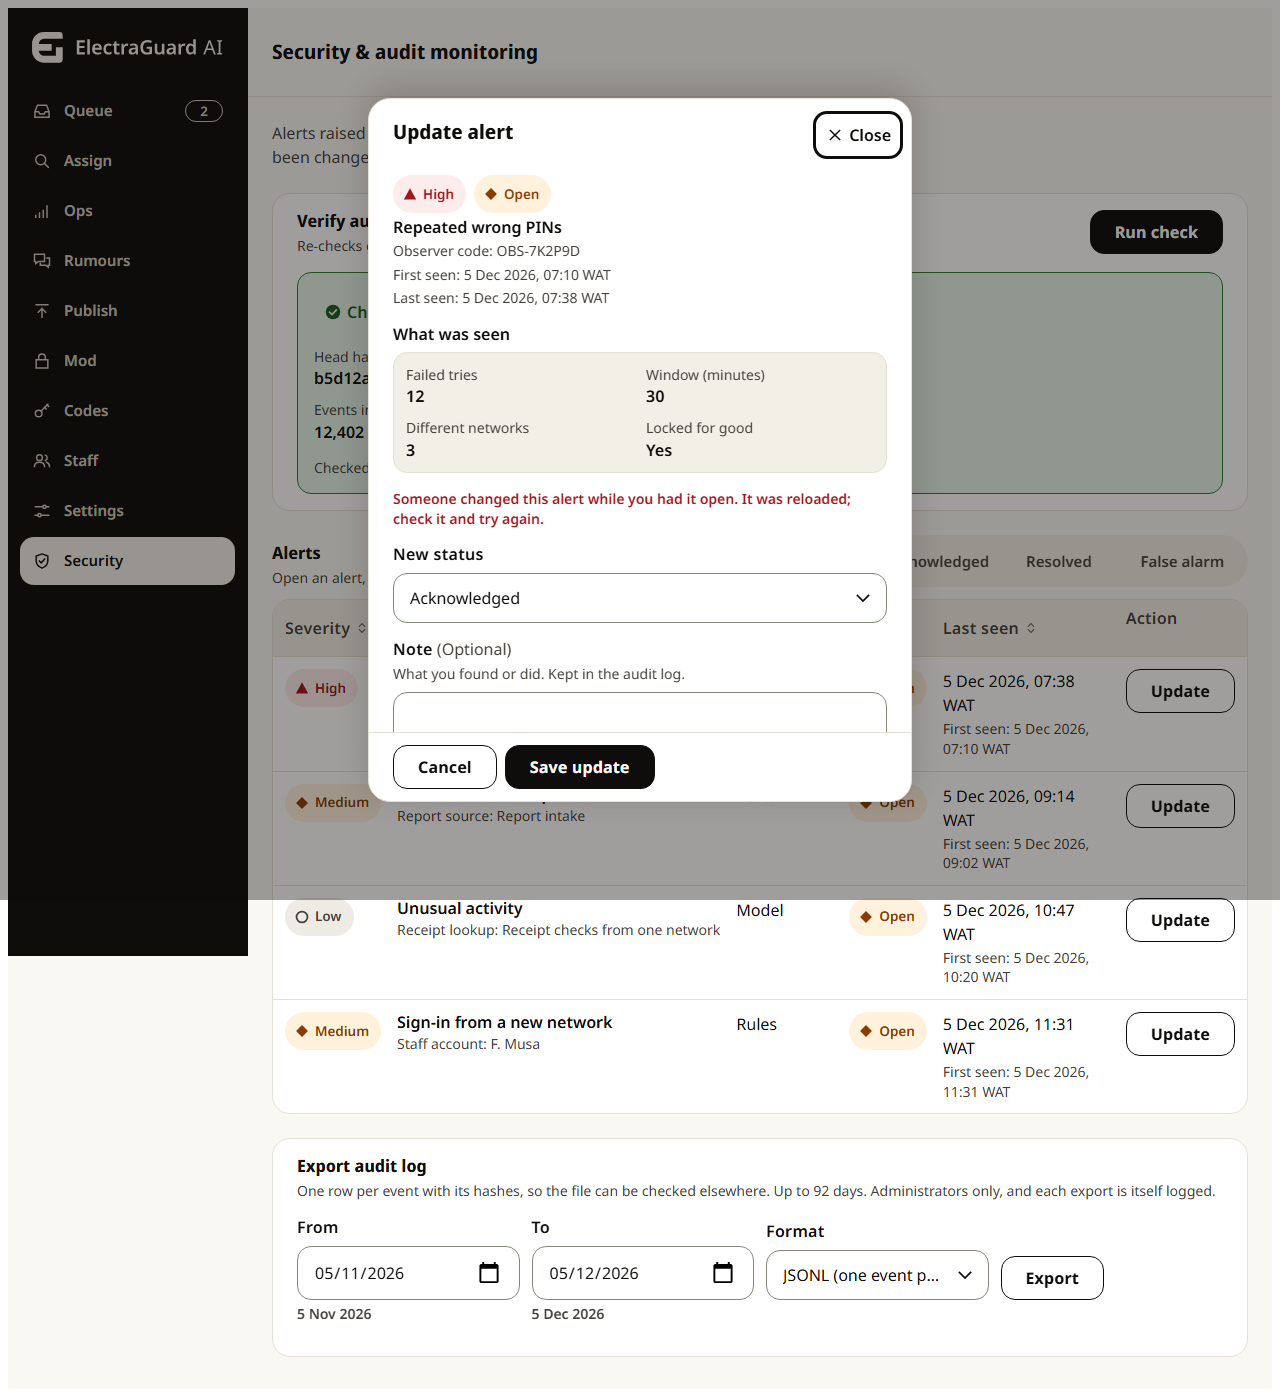 ElectraGuard AI
Queue
2
Assign
Ops
Rumours
Publish
Mod
Codes
Staff
Settings
Security
Security & audit monitoring
Alerts raised
been change
Verify au
Re-checks
Run check
Ch
Head ha
b5d12a
Events in
12,402
Checked
Update alert
Close
High
Open
Repeated wrong PINs
Observer code: OBS-7K2P9D
First seen: 5 Dec 2026, 07:10 WAT
Last seen: 5 Dec 2026, 07:38 WAT
What was seen
Failed tries
12
Window (minutes)
30
Different networks
3
Locked for good
Yes
Someone changed this alert while you had it open. It was reloaded;
check it and try again.
New status
Acknowledged
Note (Optional)
What you found or did. Kept in the audit log.
Cancel
Save update
Alerts
Open an alert,
nowledged
Resolved
False alarm
Severity
Last seen
Action
High
5 Dec 2026, 07:38
WAT
First seen: 5 Dec 2026,
07:10 WAT
Update
Medium
Report source: Report intake
Open
5 Dec 2026, 09:14
WAT
First seen: 5 Dec 2026,
09:02 WAT
Update
Low
Unusual activity
Receipt lookup: Receipt checks from one network
Model
Open
5 Dec 2026, 10:47
WAT
First seen: 5 Dec 2026,
10:20 WAT
Update
Medium
Sign-in from a new network
Staff account: F. Musa
Rules
Open
5 Dec 2026, 11:31
WAT
First seen: 5 Dec 2026,
11:31 WAT
Update
Export audit log
One row per event with its hashes, so the file can be checked elsewhere. Up to 92 days. Administrators only, and each export is itself logged.
From
05/11/2026
5 Nov 2026
To
05/12/2026
5 Dec 2026
Format
JSONL (one event p...
Export